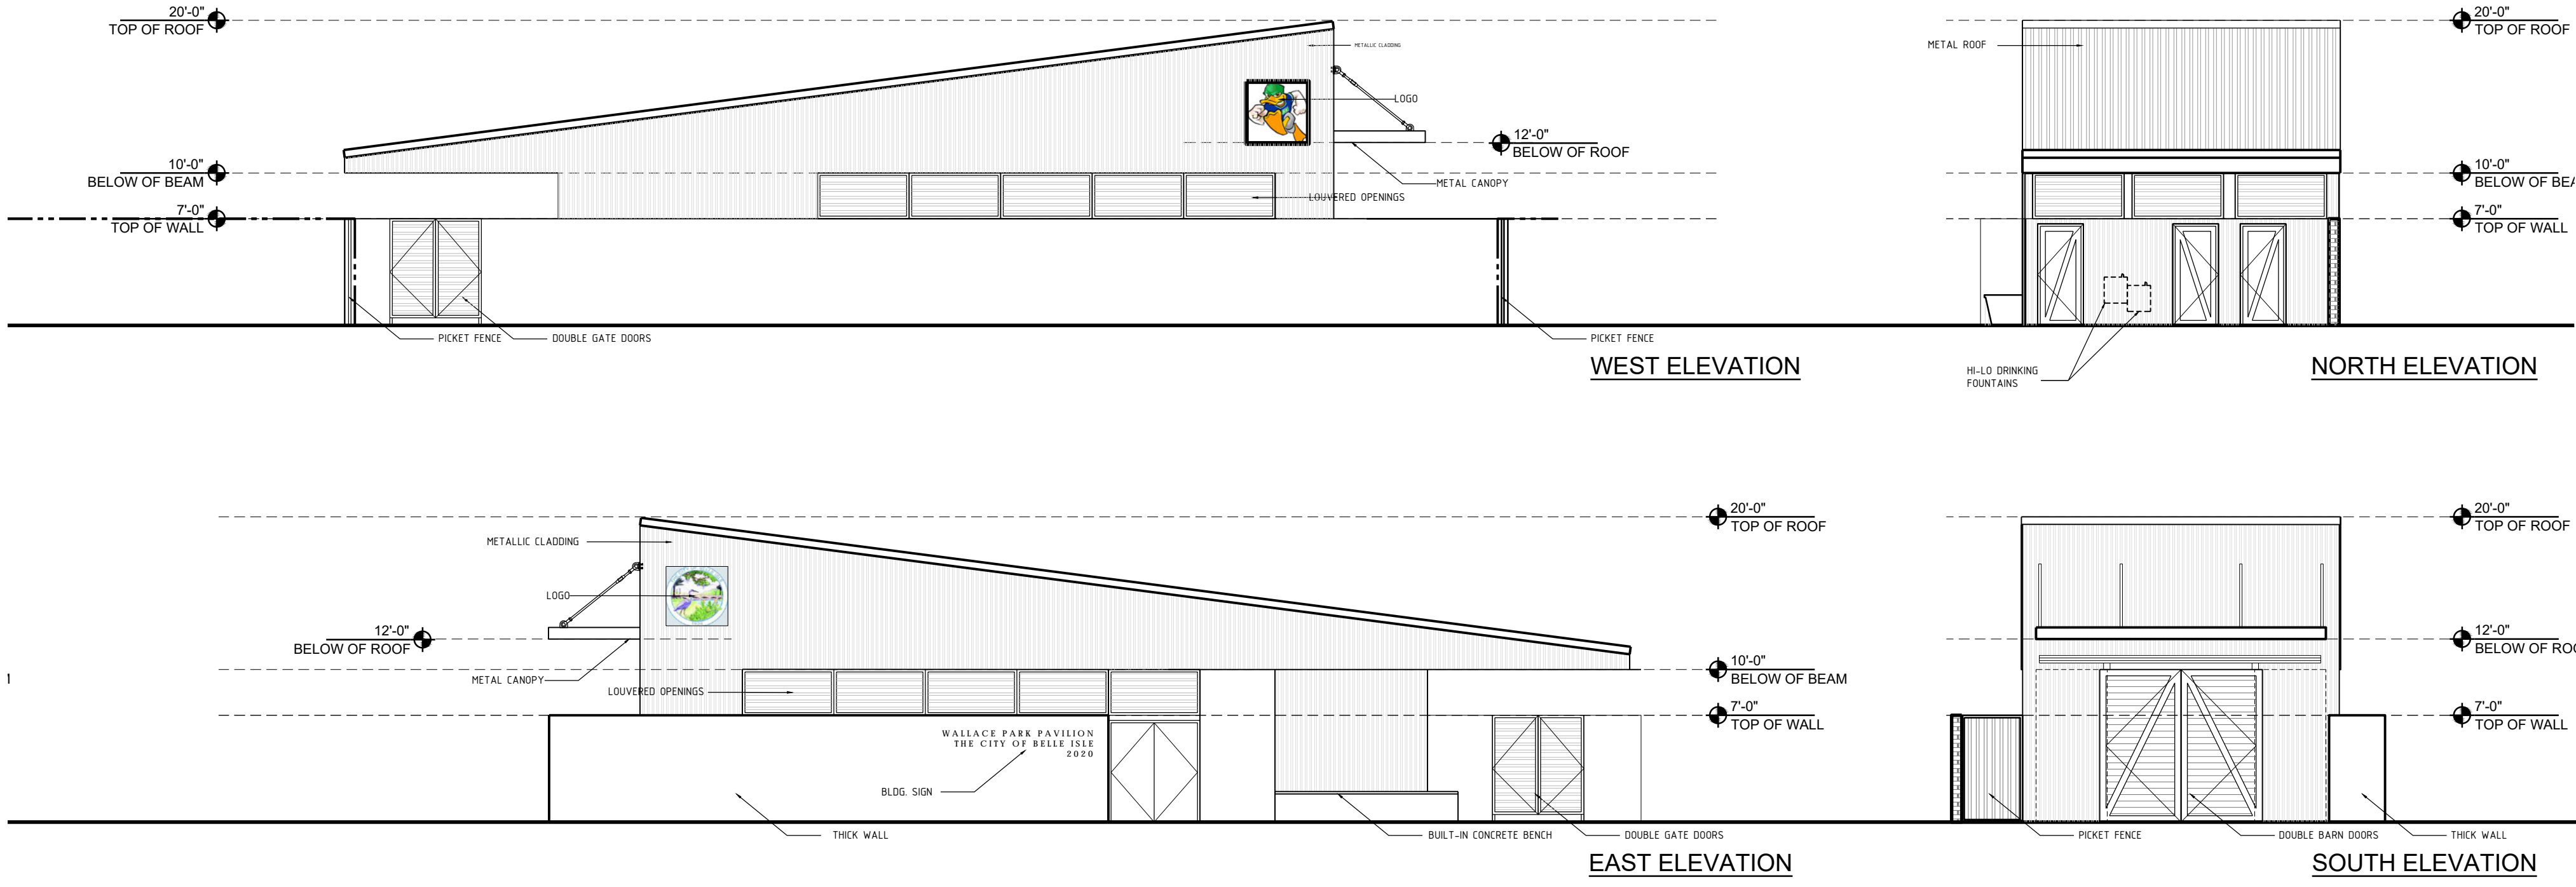 20'-0"
TOP OF ROOF
METALLIC CLADDING
LOGO
12'-0"
BELOW OF ROOF
10'-0"
BELOW OF BEAM
METAL CANOPY
LOUVERED OPENINGS
7'-0"
TOP OF WALL
PICKET FENCE
DOUBLE GATE DOORS
PICKET FENCE
WEST ELEVATION
20'-0"
TOP OF ROOF
METAL ROOF
10'-0"
BELOW OF BEA
7'-0"
TOP OF WALL
HI-LO DRINKING
FOUNTAINS
NORTH ELEVATION
20'-0"
TOP OF ROOF
METALLIC CLADDING
LOGO
12'-0"
BELOW OF ROOF
METAL CANOPY
LOUVERED OPENINGS
10'-0"
BELOW OF BEAM
7'-0"
TOP OF WALL
WALLACE PARK PAVILION
THE CITY OF BELLE ISLE
2020
BLDG. SIGN
THICK WALL
BUILT-IN CONCRETE BENCH
DOUBLE GATE DOORS
EAST ELEVATION
20'-0"
TOP OF ROOF
12'-0"
BELOW OF ROO
7'-0"
TOP OF WALL
PICKET FENCE
DOUBLE BARN DOORS
THICK WALL
SOUTH ELEVATION